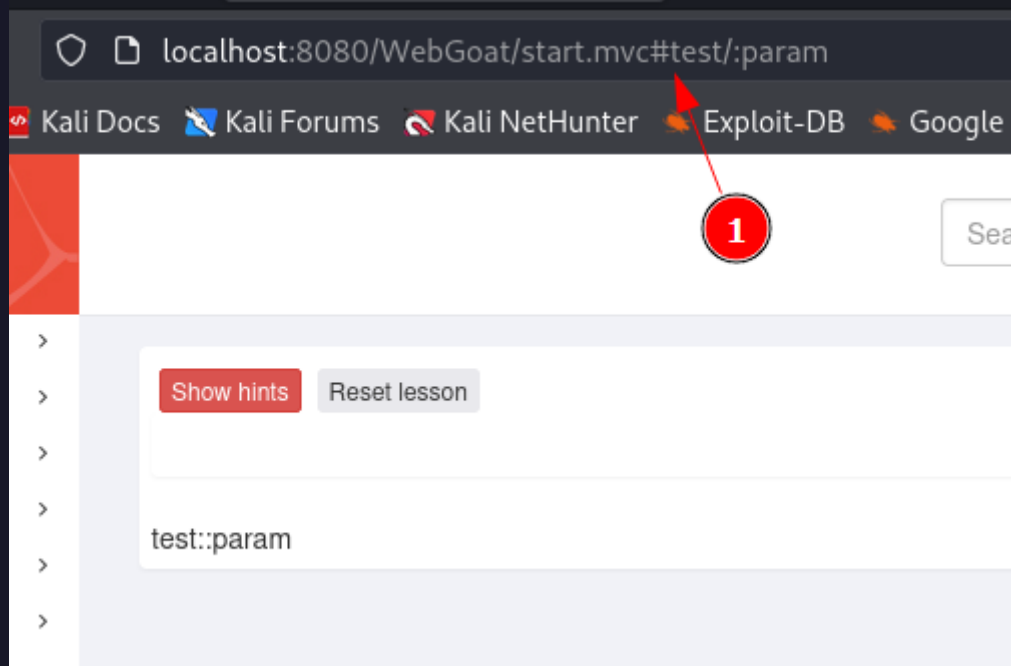 localhost:8080/WebGoat/start.mvc#test/:param
Kali Docs Kali Forums Kali NetHunter Exploit-DB Google
1
Sea
Show hints Reset lesson
test::param